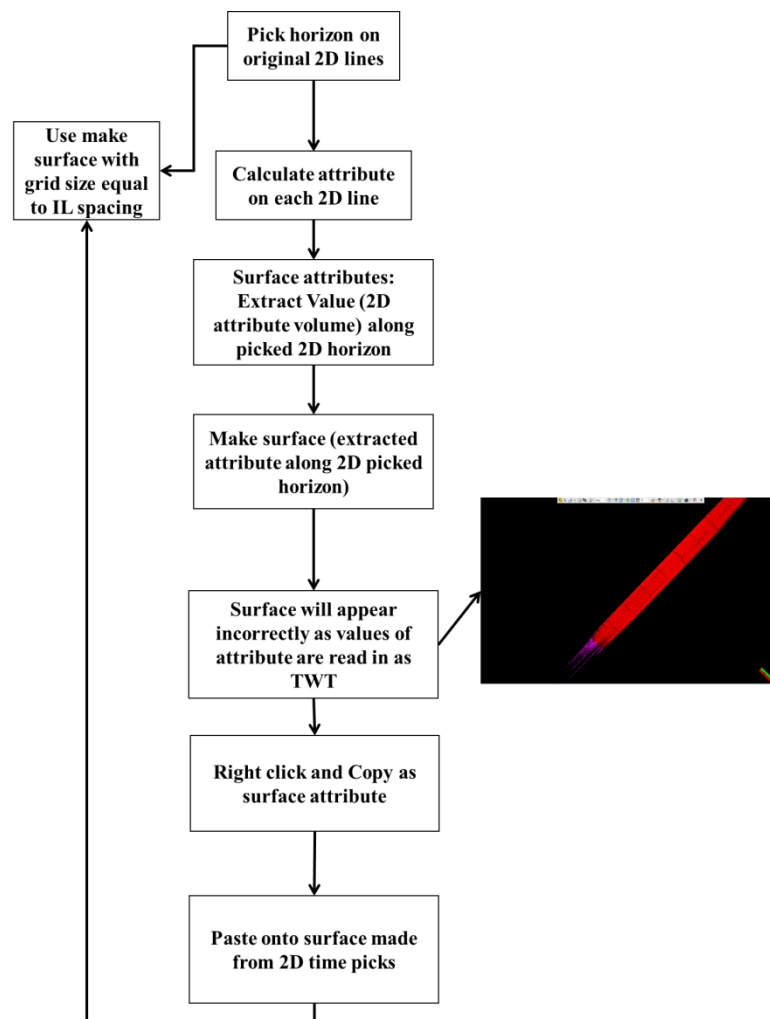 Pick horizon on
original 2D lines
Use make
surface with
grid size equal
to IL spacing
Calculate attribute
on each 2D line
Surface attributes:
Extract Value (2D
attribute volume) along
picked 2D horizon
Make surface (extracted
attribute along 2D picked
horizon)
Surface will appear
incorrectly as values of
attribute are read in as
TWT
Right click and Copy as
surface attribute
Paste onto surface made
from 2D time picks